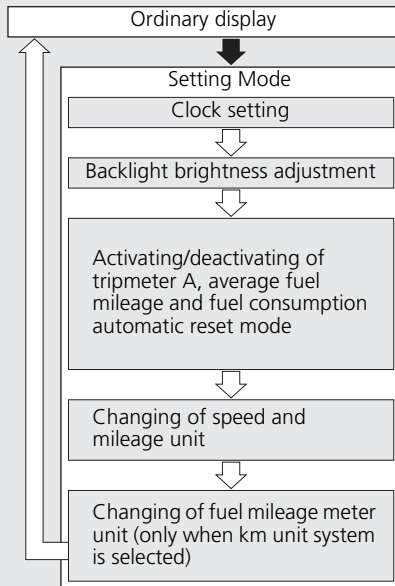 Ordinary display
Setting Mode
Clock setting
Backlight brightness adjustment
Activating/deactivating of
tripmeter A, average fuel
mileage and fuel consumption
automatic reset mode
Changing of speed and
mileage unit
Changing of fuel mileage meter
unit (only when km unit system
is selected)